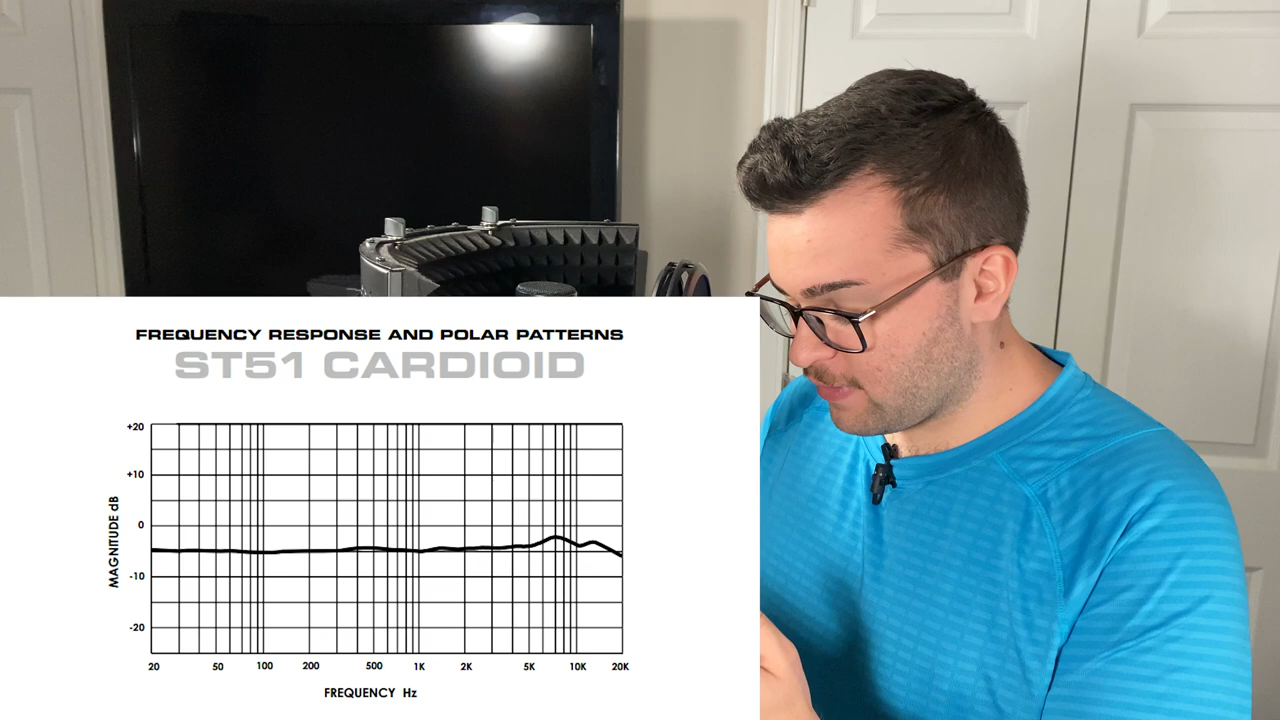 FREQUENCY RESPONSE AND POLAR PATTERNS
ST51 CARDIOID
+20
+10
0
-10
-20
MAGNITUDE dB
20 50 100 200 500 1K 2K 5K 10K 20K
FREQUENCY Hz